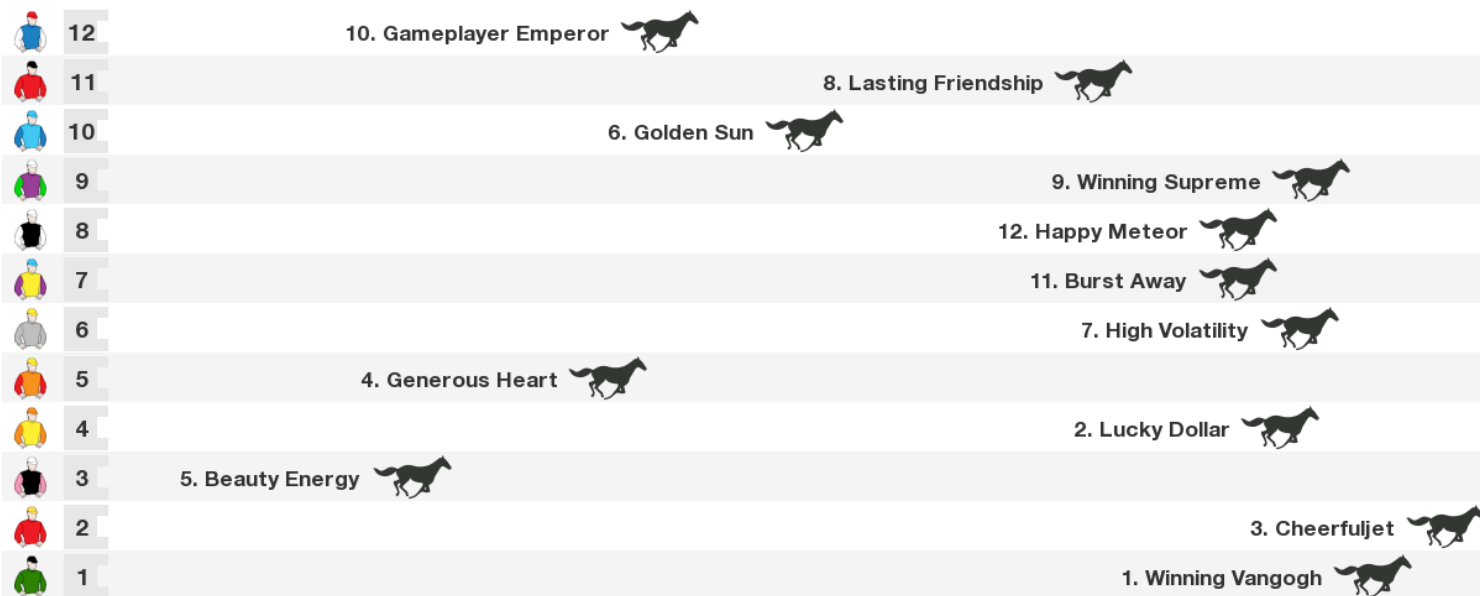 12 10. Gameplayer Emperor
11 8. Lasting Friendship
10 6. Golden Sun
9 9. Winning Supreme
8 12. Happy Meteor
7 11. Burst Away
6 7. High Volatility
5 4. Generous Heart
4 2. Lucky Dollar
3 5. Beauty Energy
2 3. Cheerfuljet
1 1. Winning Vangogh